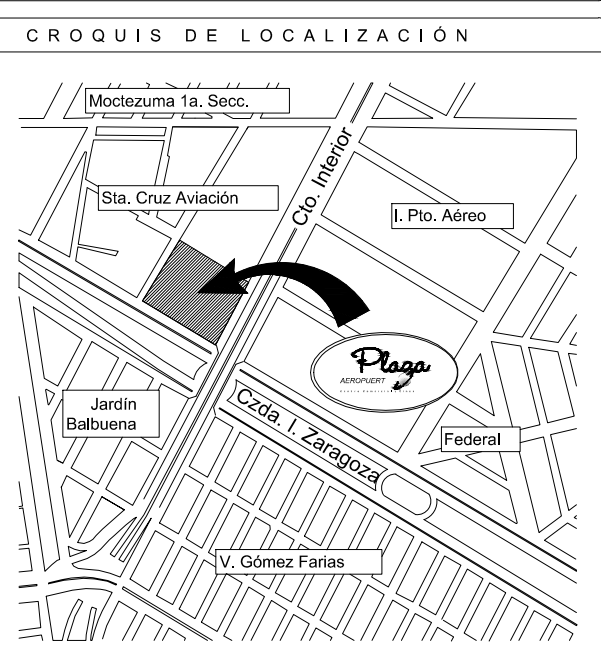 CROQUIS DE LOCALIZACIÓN
Moctezuma 1a. Secc.
Cto. Interior
Sta. Cruz Aviación
I. Pto. Aéreo
Plaza
AEROPUERT
Jardín
Balbuena
Czda. I. Zaragoza
Federal
V. Gómez Farias